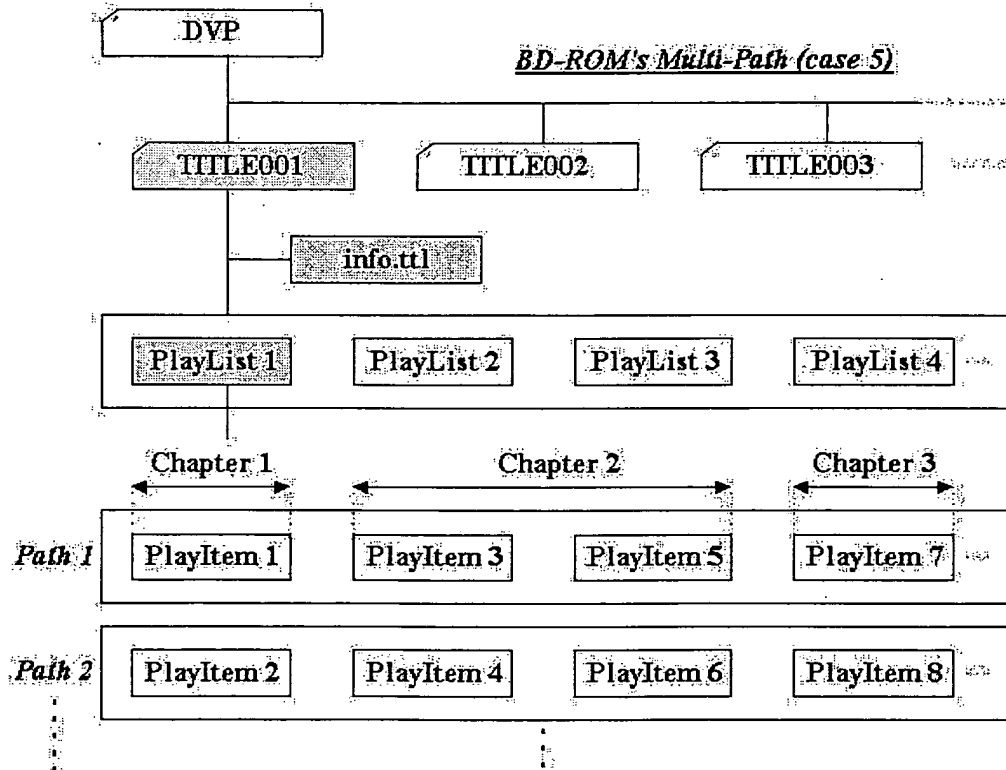 DVP
BD-ROM's Multi-Path (case 5)
TITLE001 TITLE002 TITLE003
info.ttl
PlayList 1 PlayList 2 PlayList 3 PlayList 4
Chapter 1 Chapter 2 Chapter 3
Path 1 PlayItem 1 PlayItem 3 PlayItem 5 PlayItem 7
Path 2 PlayItem 2 PlayItem 4 PlayItem 6 PlayItem 8